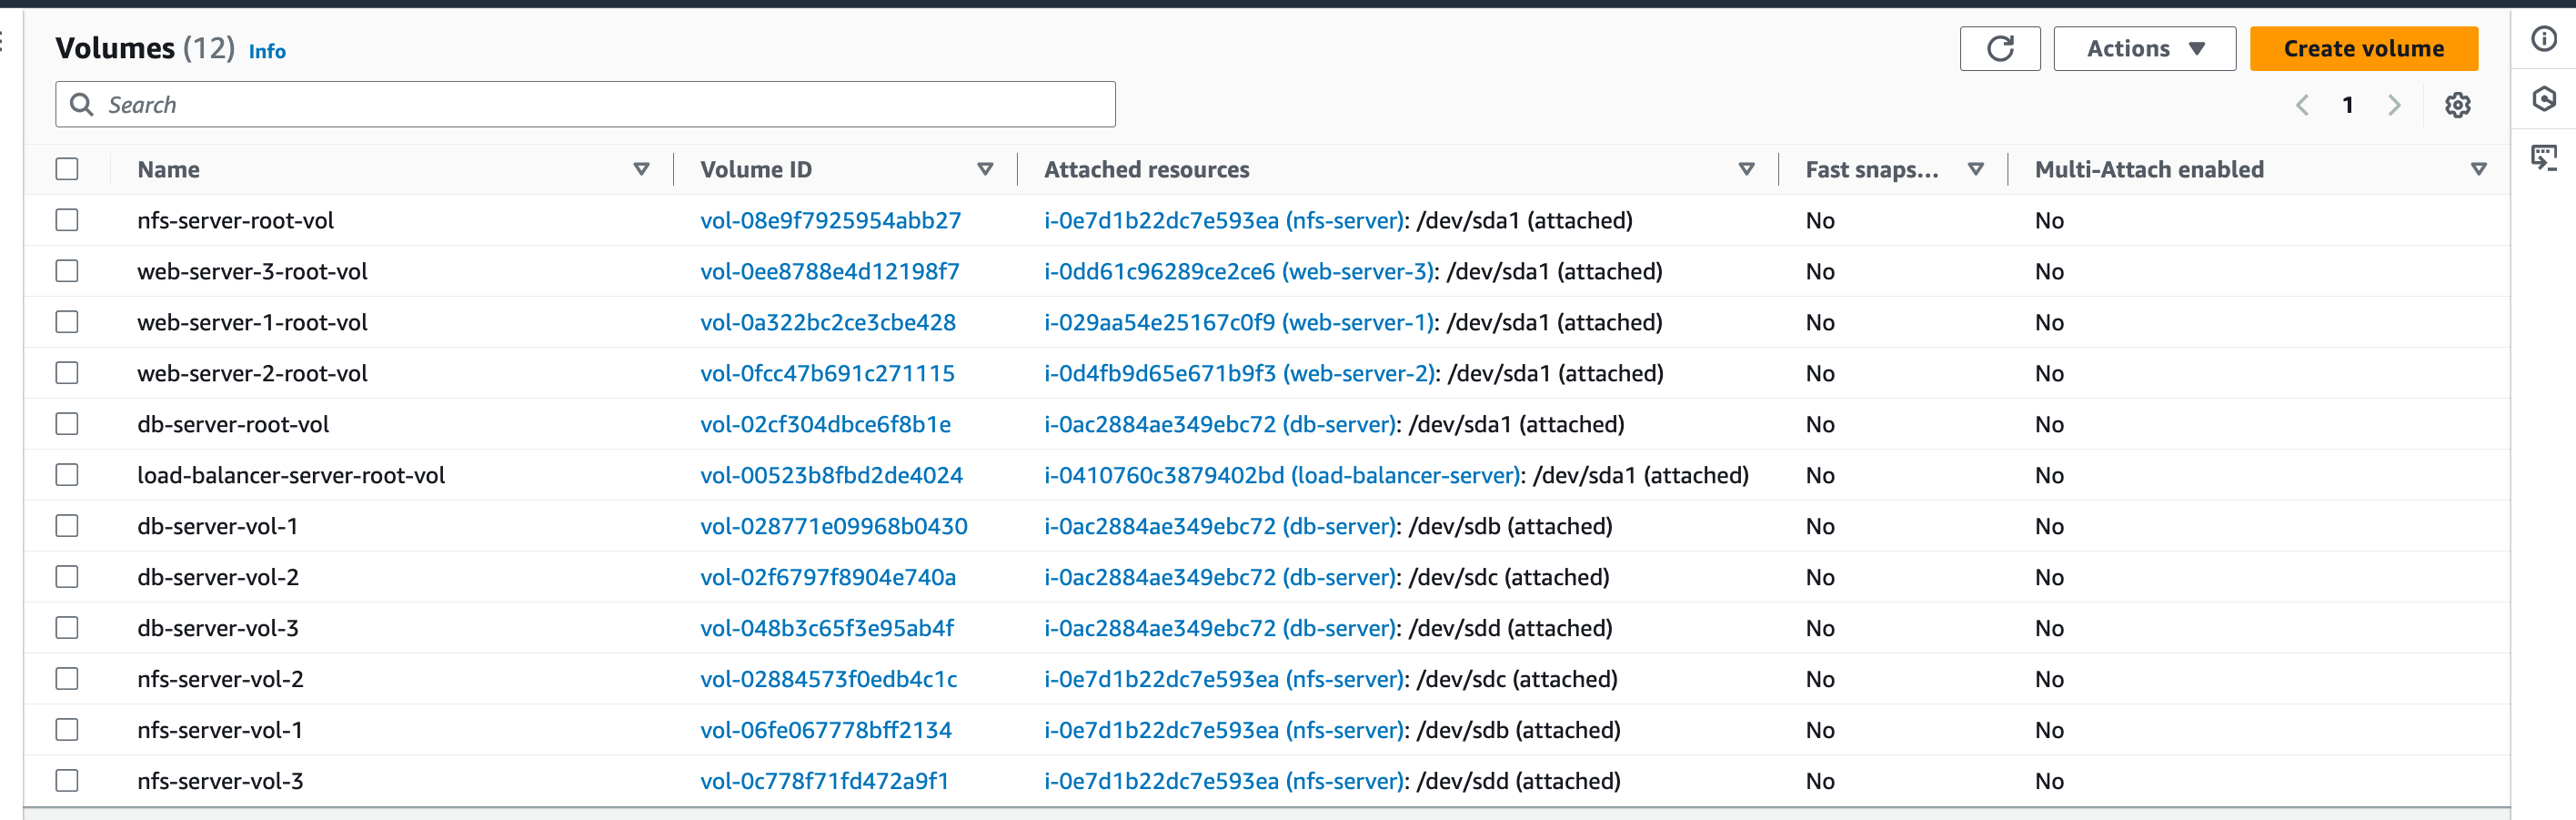 Volumes (12) Info
Actions
Create volume
Search
1
Name Volume ID Attached resources Fast snaps... Multi-Attach enabled
nfs-server-root-vol vol-08e9f7925954abb27 i-0e7d1b22dc7e593ea (nfs-server): /dev/sda1 (attached) No No
web-server-3-root-vol vol-0ee8788e4d12198f7 i-0dd61c96289ce2ce6 (web-server-3): /dev/sda1 (attached) No No
web-server-1-root-vol vol-0a322bc2ce3cbe428 i-029aa54e25167c0f9 (web-server-1): /dev/sda1 (attached) No No
web-server-2-root-vol vol-0fcc47b691c271115 i-0d4fb9d65e671b9f3 (web-server-2): /dev/sda1 (attached) No No
db-server-root-vol vol-02cf304dbce6f8b1e i-0ac2884ae349ebc72 (db-server): /dev/sda1 (attached) No No
load-balancer-server-root-vol vol-00523b8fbd2de4024 i-0410760c3879402bd (load-balancer-server): /dev/sda1 (attached) No No
db-server-vol-1 vol-028771e09968b0430 i-0ac2884ae349ebc72 (db-server): /dev/sdb (attached) No No
db-server-vol-2 vol-02f6797f8904e740a i-0ac2884ae349ebc72 (db-server): /dev/sdc (attached) No No
db-server-vol-3 vol-048b3c65f3e95ab4f i-0ac2884ae349ebc72 (db-server): /dev/sdd (attached) No No
nfs-server-vol-2 vol-02884573f0edb4c1c i-0e7d1b22dc7e593ea (nfs-server): /dev/sdc (attached) No No
nfs-server-vol-1 vol-06fe067778bff2134 i-0e7d1b22dc7e593ea (nfs-server): /dev/sdb (attached) No No
nfs-server-vol-3 vol-0c778f71fd472a9f1 i-0e7d1b22dc7e593ea (nfs-server): /dev/sdd (attached) No No